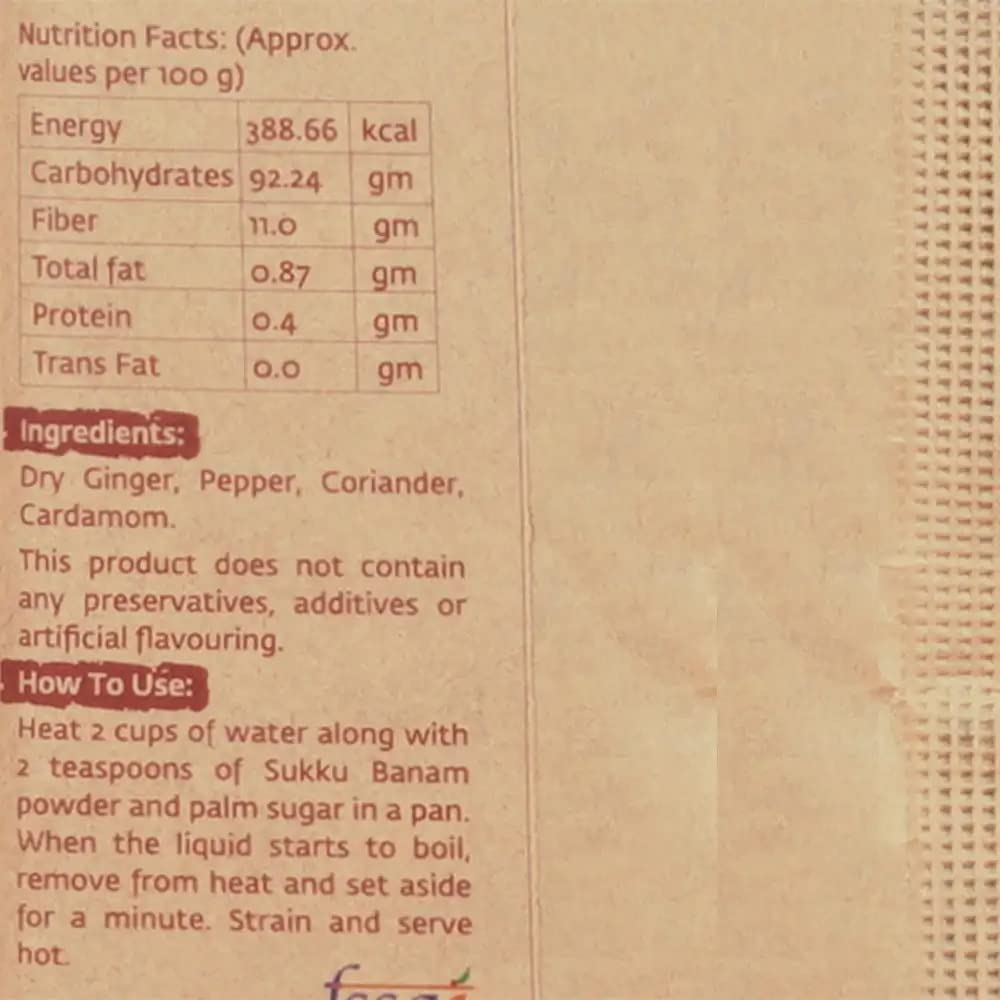 Nutrition Facts: (Approx.
values per 100 g)
Energy 388.66 kcal
Carbohydrates 92.24 gm
Fiber 11.0 gm
Total fat 0.87 gm
Protein 0.4 gm
Trans Fat 0.0 gm
Ingredients:
Dry Ginger, Pepper, Coriander,
Cardamom.
This product does not contain
any preservatives, additives or
artificial flavouring.
How To Use:
Heat 2 cups of water along with
2 teaspoons of Sukku Banam
powder and palm sugar in a pan.
When the liquid starts to boil,
remove from heat and set aside
for a minute. Strain and serve
hot.